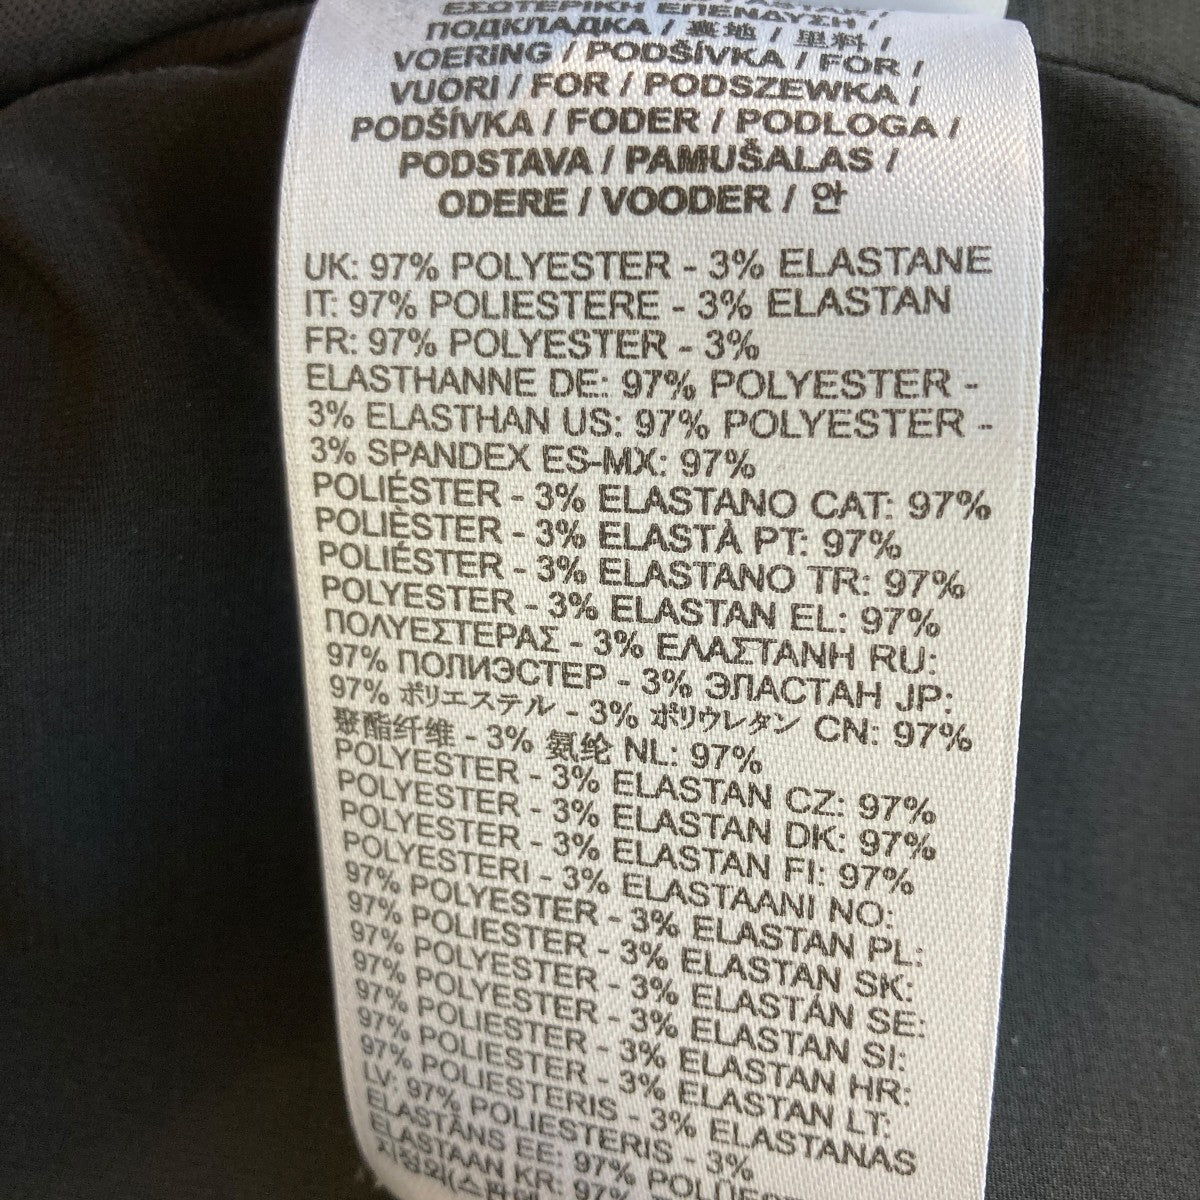 ΕΣΩΤΕΡΙΚΗ ΕΠΕΝΔΥΣΗ /
ПОДКЛАДКА / 裏地 / 里料 /
VOERING / PODŠÍVKA / FOR /
VUORI / FOR / PODSZEWKA /
PODŠÍVKA / FODER / PODLOGA /
PODSTAVA / PAMUŠALAS /
ODERE / VOODER / 안
UK: 97% POLYESTER - 3% ELASTANE
IT: 97% POLIESTERE - 3% ELASTAN
FR: 97% POLYESTER - 3%
ELASTHANNE DE: 97% POLYESTER -
3% ELASTHAN US: 97% POLYESTER -
3% SPANDEX ES-MX: 97%
POLIÉSTER - 3% ELASTANO CAT: 97%
POLIÈSTER - 3% ELASTÀ PT: 97%
POLIÉSTER - 3% ELASTANO TR: 97%
POLYESTER - 3% ELASTAN EL: 97%
ΠΟΛΥΕΣΤΕΡΑΣ - 3% ΕΛΑΣΤΑΝΗ RU:
97% ПОЛИЭСТЕР - 3% ЭЛАСТАН JP:
97% ポリエステル - 3% ポリウレタン CN: 97%
聚酯纤维 - 3% 氨纶 NL: 97%
POLYESTER - 3% ELASTAN CZ: 97%
POLYESTER - 3% ELASTAN DK: 97%
POLYESTER - 3% ELASTAN FI: 97%
POLYESTERI - 3% ELASTAANI NO:
97% POLYESTER - 3% ELASTAN PL:
97% POLIESTER - 3% ELASTAN SK:
97% POLYESTER - 3% ELASTÁN SE:
97% POLYESTER - 3% ELASTAN SI:
97% POLIESTER - 3% ELASTAN HR:
97% POLIESTER - 3% ELASTAN LT:
97% POLIESTERIS - 3% ELASTANAS
LV: 97% POLIESTERIS - 3%
ELASTĀNS EE: 97%
ELASTAAN KR: 97%